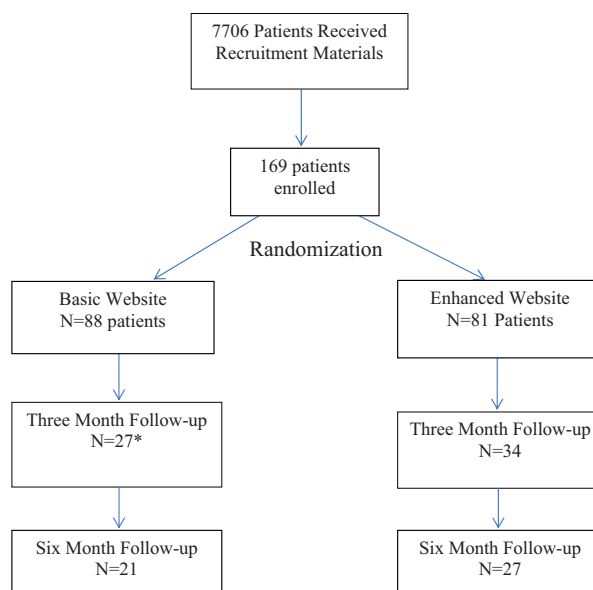 7706 Patients Received
Recruitment Materials
169 patients
enrolled
Randomization
Basic Website
N=88 patients
Enhanced Website
N=81 Patients
Three Month Follow-up
N=27*
Three Month Follow-up
N=34
Six Month Follow-up
N=21
Six Month Follow-up
N=27